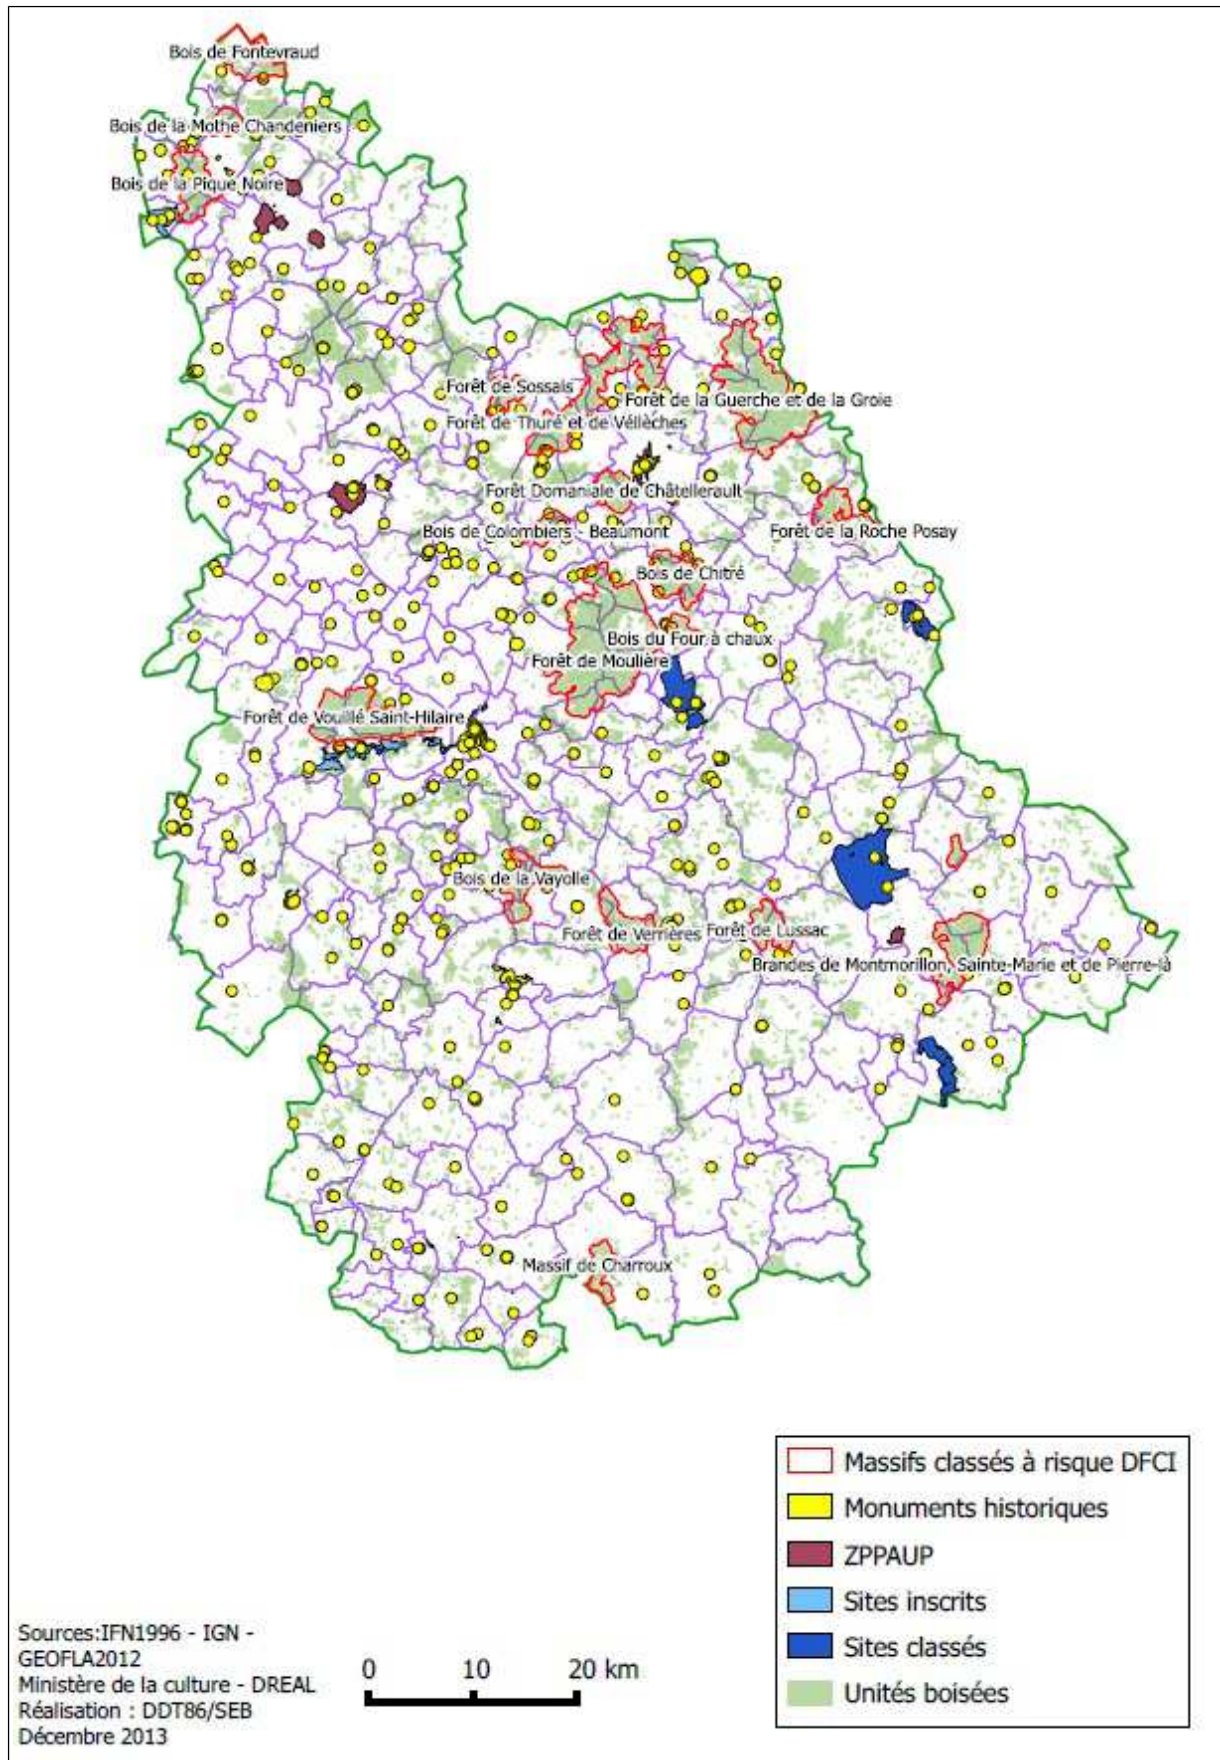 Bois de Fontevraud
Bois de la Mothe Chandeniers
Bois de la Pique Noire
Forêt de Sossais
Forêt de la Guerche et de la Groie
Forêt de Thuré et de Véllèches
Forêt Domaniale de Châtellerault
Bois de Colombiers - Beaumont
Forêt de la Roche Posay
Bois de Chitré
Bois du Four à chaux
Forêt de Moulière
Forêt de Vouillé Saint-Hilaire
Bois de la Vayolle
Forêt de Verrières
Forêt de Lussac
Brandes de Montmorillon, Sainte-Marie et de Pierre-là
Massif de Charroux
Massifs classés à risque DFCI
Monuments historiques
ZPPAUP
Sites inscrits
Sites classés
Unités boisées
Sources:IFN1996 - IGN -
GEOFLA2012
Ministère de la culture - DREAL
Réalisation : DDT86/SEB
Décembre 2013
0 10 20 km